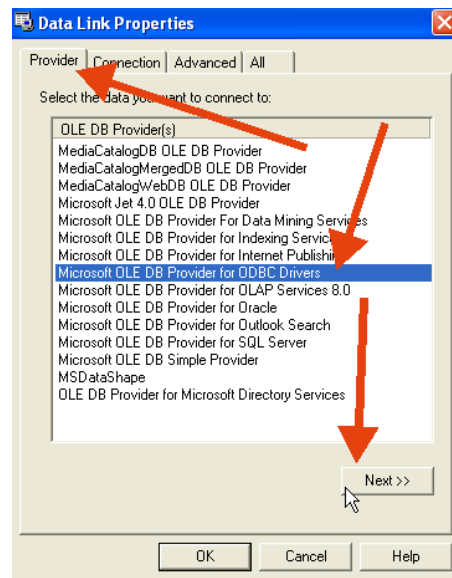 Data Link Properties
Provider Connection Advanced All
Select the data you want to connect to:
OLE DB Provider(s)
MediaCatalogDB OLE DB Provider
MediaCatalogMergedDB OLE DB Provider
MediaCatalogWebDB OLE DB Provider
Microsoft Jet 4.0 OLE DB Provider
Microsoft OLE DB Provider For Data Mining Services
Microsoft OLE DB Provider for Indexing Service
Microsoft OLE DB Provider for Internet Publishing
Microsoft OLE DB Provider for ODBC Drivers
Microsoft OLE DB Provider for OLAP Services 8.0
Microsoft OLE DB Provider for Oracle
Microsoft OLE DB Provider for Outlook Search
Microsoft OLE DB Provider for SQL Server
Microsoft OLE DB Simple Provider
MSDataShape
OLE DB Provider for Microsoft Directory Services
Next >>
OK Cancel Help